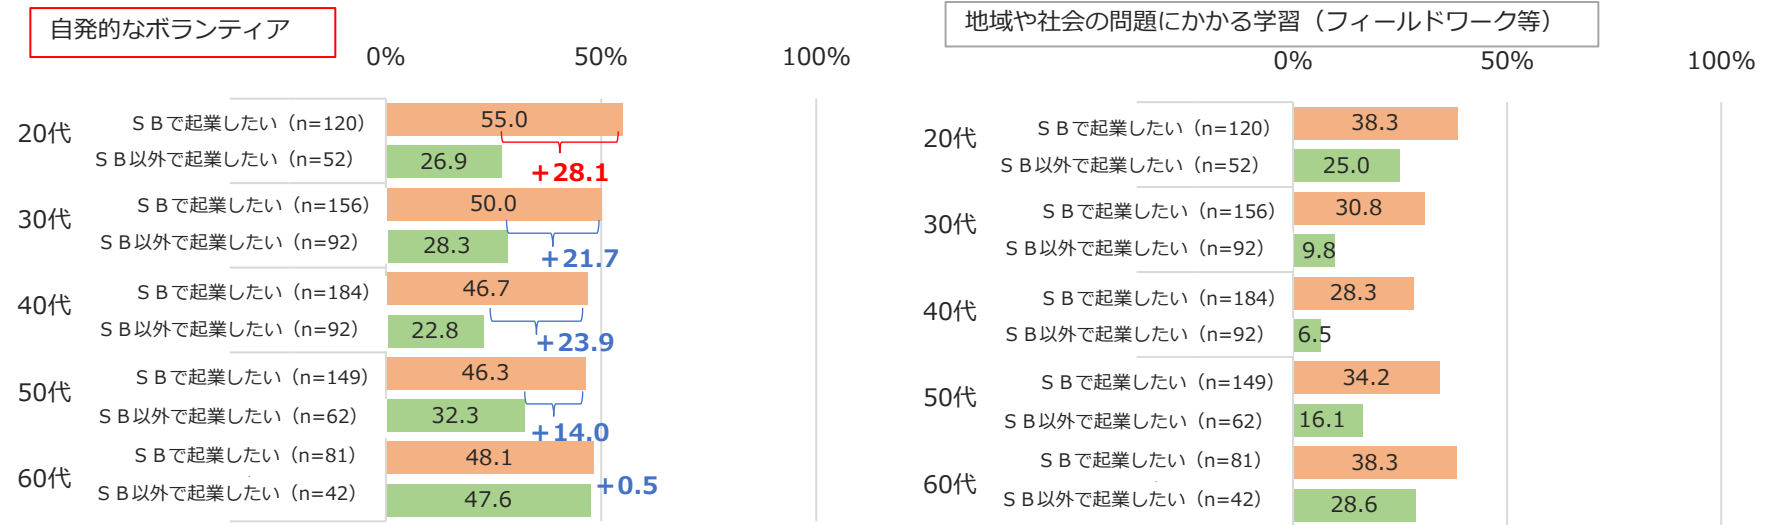 自発的なボランティア
0% 50% 100%
20代
ＳＢで起業したい（n=120） 55.0
ＳＢ以外で起業したい（n=52） 26.9
＋28.1
30代
ＳＢで起業したい（n=156） 50.0
ＳＢ以外で起業したい（n=92） 28.3
＋21.7
40代
ＳＢで起業したい（n=184） 46.7
ＳＢ以外で起業したい（n=92） 22.8
＋23.9
50代
ＳＢで起業したい（n=149） 46.3
ＳＢ以外で起業したい（n=62） 32.3
＋14.0
60代
ＳＢで起業したい（n=81） 48.1
ＳＢ以外で起業したい（n=42） 47.6
＋0.5
地域や社会の問題にかかる学習（フィールドワーク等）
0% 50% 100%
20代
ＳＢで起業したい（n=120） 38.3
ＳＢ以外で起業したい（n=52） 25.0
30代
ＳＢで起業したい（n=156） 30.8
ＳＢ以外で起業したい（n=92） 9.8
40代
ＳＢで起業したい（n=184） 28.3
ＳＢ以外で起業したい（n=92） 6.5
50代
ＳＢで起業したい（n=149） 34.2
ＳＢ以外で起業したい（n=62） 16.1
60代
ＳＢで起業したい（n=81） 38.3
ＳＢ以外で起業したい（n=42） 28.6